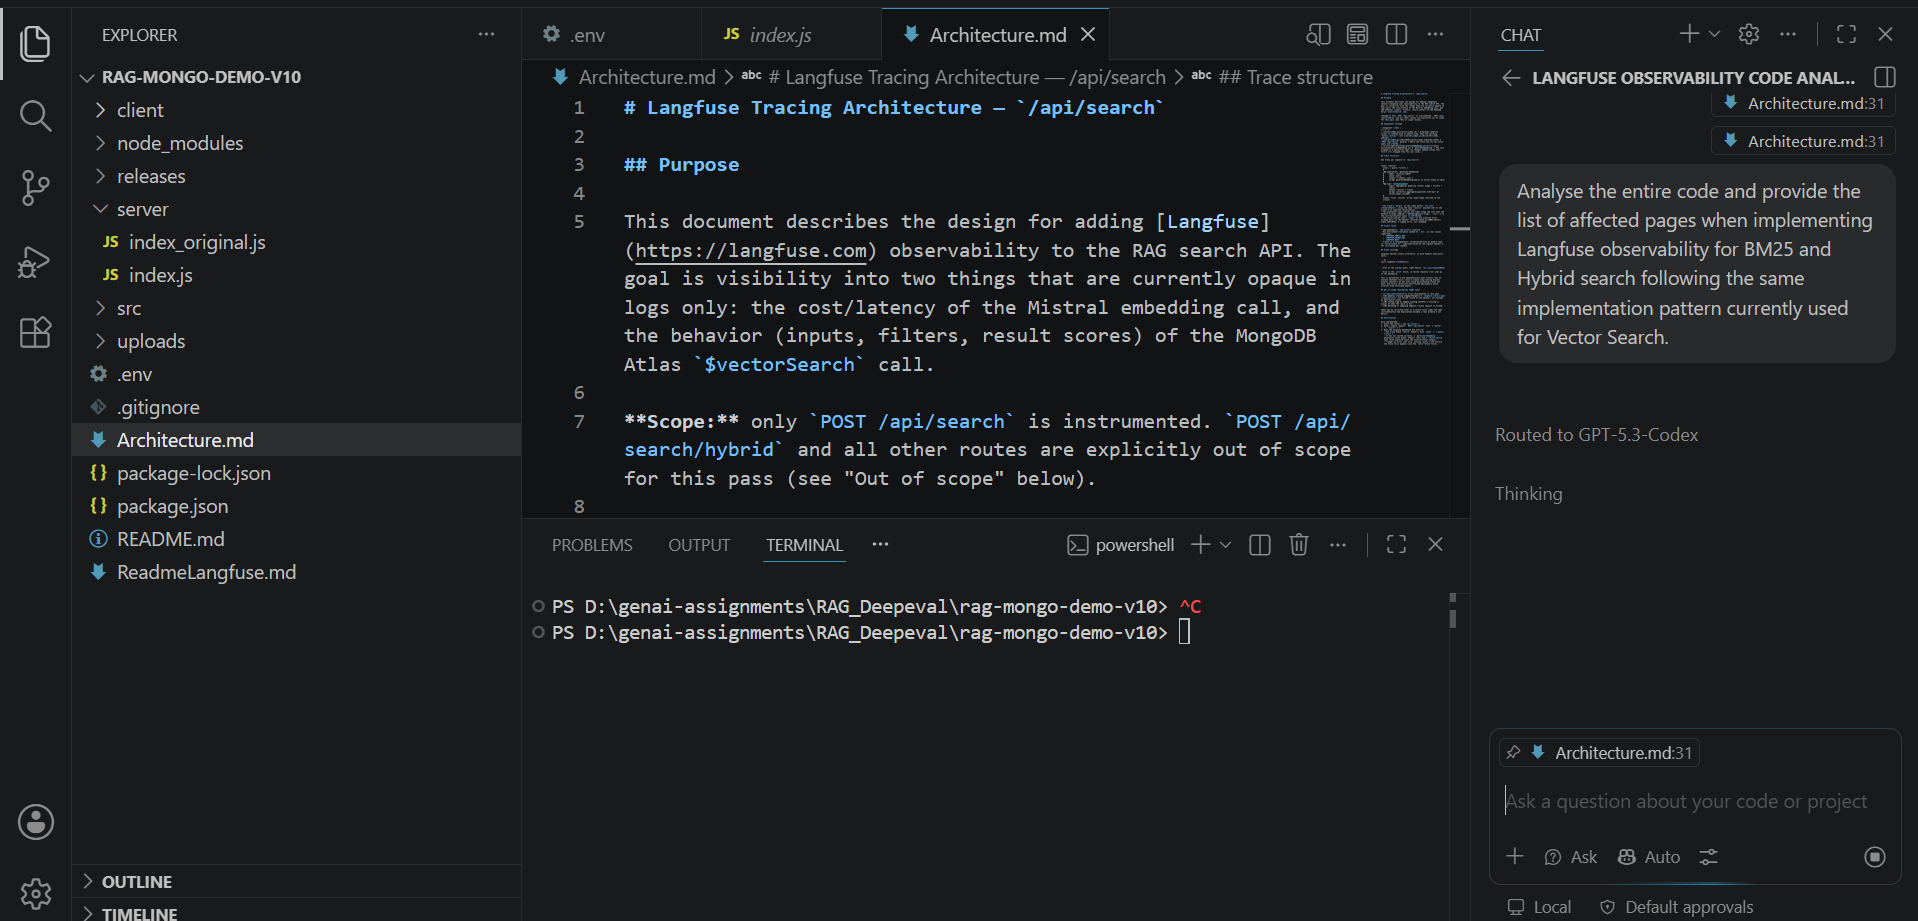 EXPLORER
RAG-MONGO-DEMO-V10
client
node_modules
releases
server
JS index_original.js
JS index.js
src
uploads
.env
.gitignore
Architecture.md
{} package-lock.json
{} package.json
README.md
ReadmeLangfuse.md
OUTLINE
TIMELINE
.env
JS index.js
Architecture.md
Architecture.md > abc # Langfuse Tracing Architecture — /api/search > abc ## Trace structure
1 # Langfuse Tracing Architecture — `/api/search`
2
3 ## Purpose
4
5 This document describes the design for adding [Langfuse]
(https://langfuse.com) observability to the RAG search API. The
goal is visibility into two things that are currently opaque in
logs only: the cost/latency of the Mistral embedding call, and
the behavior (inputs, filters, result scores) of the MongoDB
Atlas `$vectorSearch` call.
6
7 **Scope:** only `POST /api/search` is instrumented. `POST /api/
search/hybrid` and all other routes are explicitly out of scope
for this pass (see "Out of scope" below).
8
PROBLEMS OUTPUT TERMINAL
powershell
PS D:\genai-assignments\RAG_Deepeval\rag-mongo-demo-v10> ^C
PS D:\genai-assignments\RAG_Deepeval\rag-mongo-demo-v10>
CHAT
LANGFUSE OBSERVABILITY CODE ANAL...
Architecture.md:31
Architecture.md:31
Analyse the entire code and provide the
list of affected pages when implementing
Langfuse observability for BM25 and
Hybrid search following the same
implementation pattern currently used
for Vector Search.
Routed to GPT-5.3-Codex
Thinking
Architecture.md:31
Ask a question about your code or project
Ask
Auto
Local
Default approvals